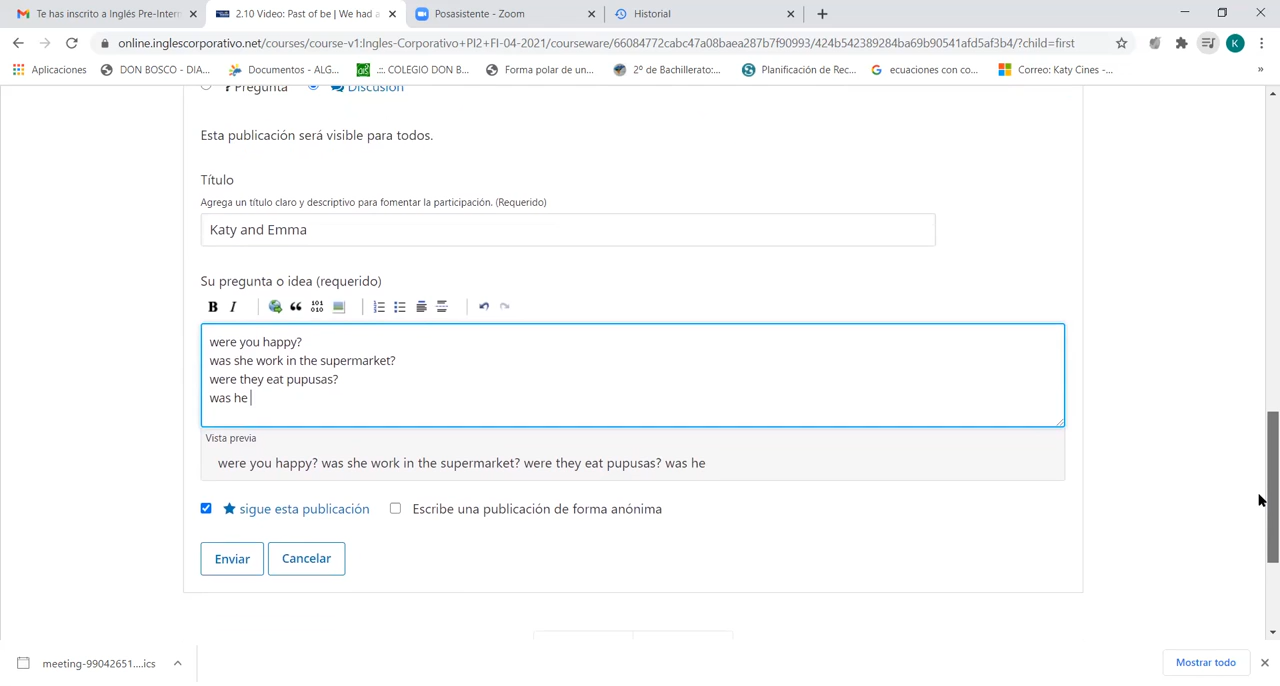 Te has inscrito a Inglés Pre-Interm
2.10 Video: Past of be | We had a
Posasistente - Zoom
Historial
online.inglescorporativo.net/courses/course-v1:Ingles-Corporativo+PI2+FI-04-2021/courseware/66084772cabc47a08baea287b7f90993/424b542389284ba69b90541afd5af3b4/?child=first
K
Aplicaciones
DON BOSCO - DIA...
Documentos - ALG...
.::. COLEGIO DON B...
Forma polar de un...
2º de Bachillerato:...
Planificación de Rec...
ecuaciones con co...
Correo: Katy Cines -...
»
? Pregunta
Discusión
Esta publicación será visible para todos.
Título
Agrega un título claro y descriptivo para fomentar la participación. (Requerido)
Katy and Emma
Su pregunta o idea (requerido)
B I
were you happy?
was she work in the supermarket?
were they eat pupusas?
was he
Vista previa
were you happy? was she work in the supermarket? were they eat pupusas? was he
sigue esta publicación
Escribe una publicación de forma anónima
Enviar
Cancelar
meeting-99042651....ics
Mostrar todo